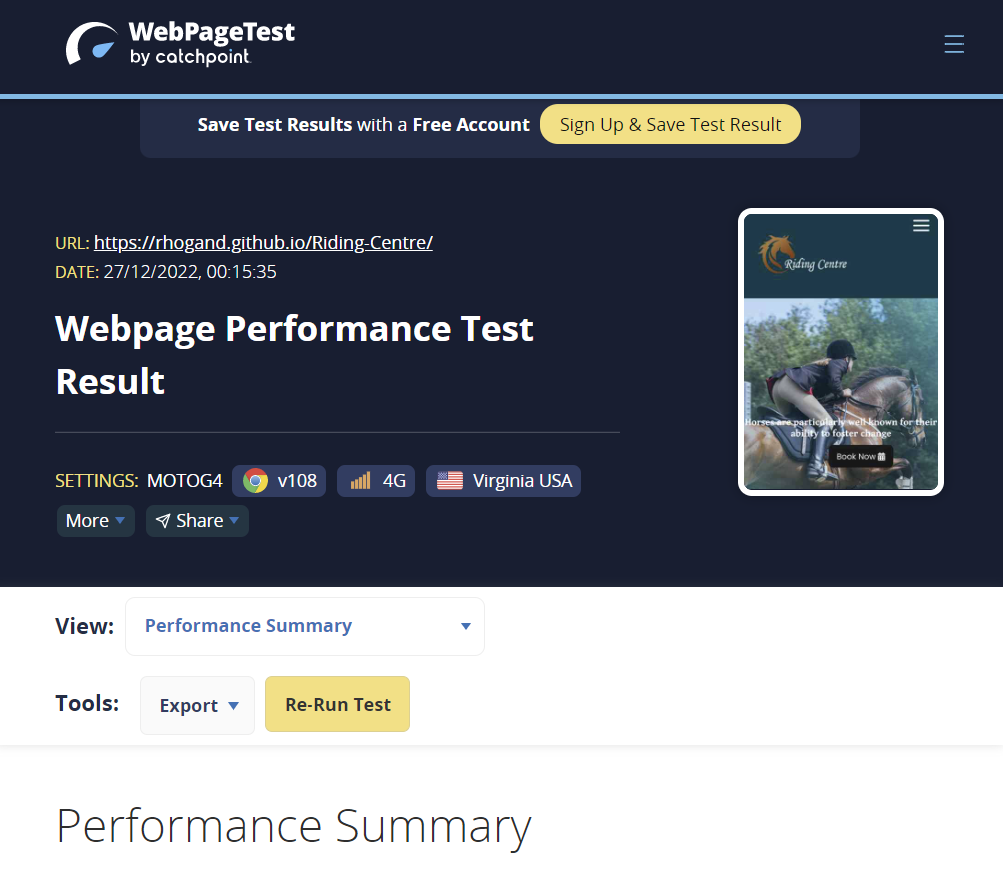 WebPageTest
by catchpoint
Save Test Results with a Free Account
Sign Up & Save Test Result
URL: https://rhogand.github.io/Riding-Centre/
DATE: 27/12/2022, 00:15:35
Webpage Performance Test
Result
Riding Centre
Horses are particularly well known for their
ability to foster change
Book Now
SETTINGS: MOTOG4 v108 4G Virginia USA
More Share
View: Performance Summary
Tools: Export Re-Run Test
Performance Summary